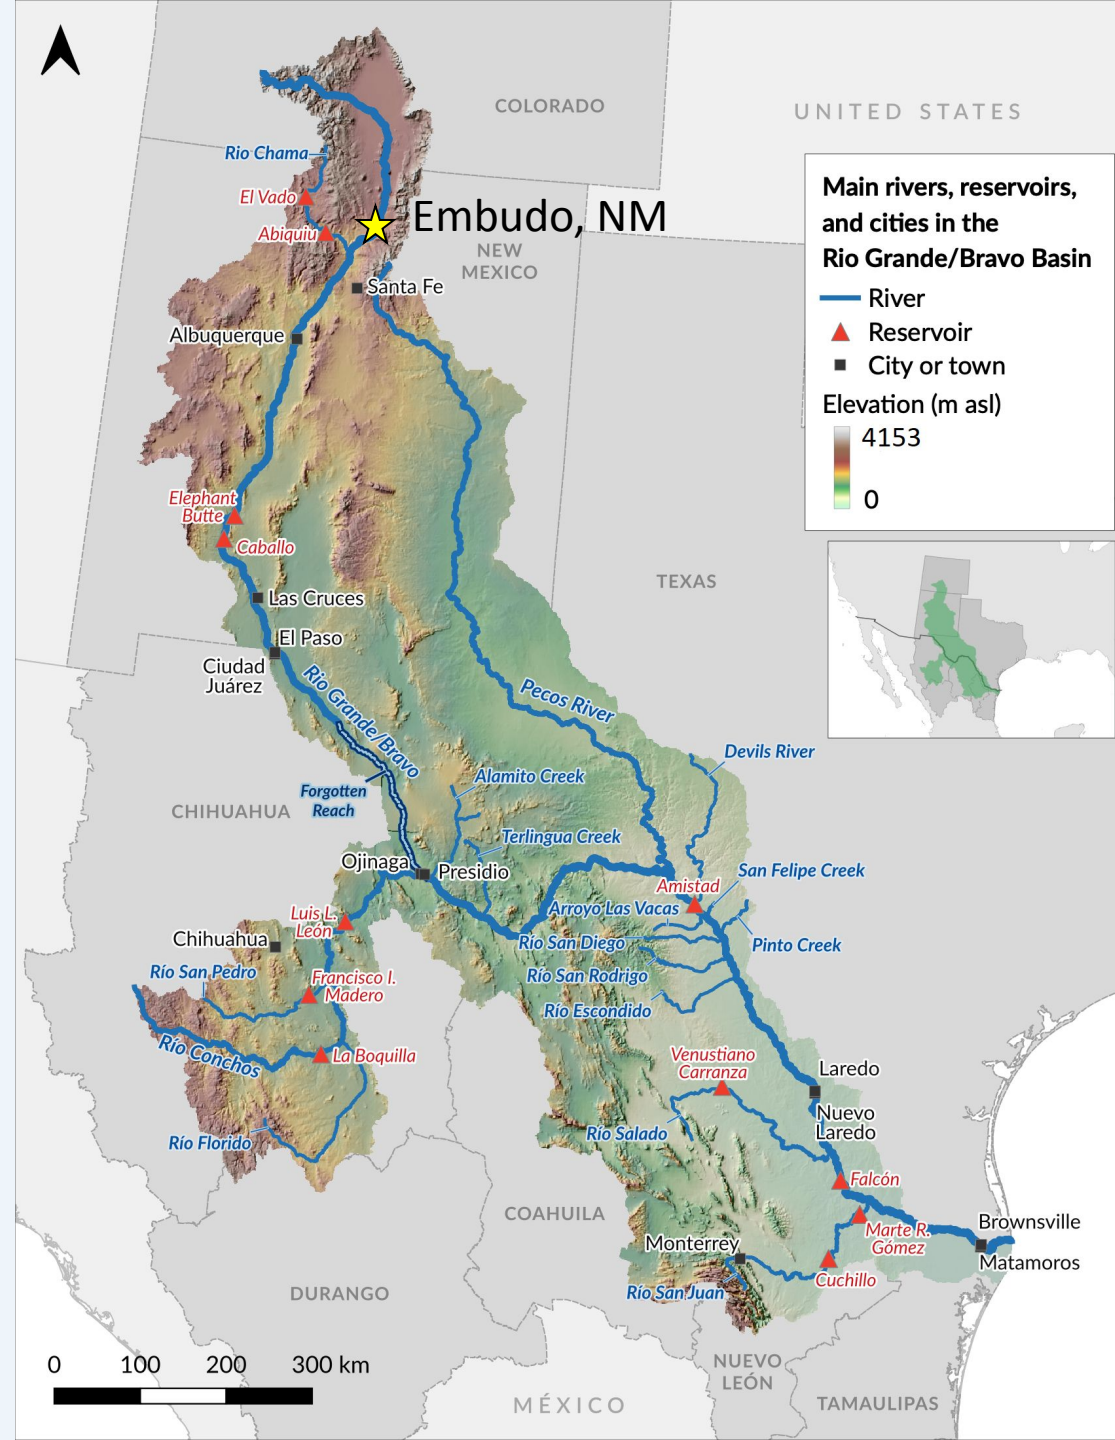 COLORADO
UNITED STATES
Rio Chama
El Vado
Abiquiu
Embudo, NM
NEW
MEXICO
Santa Fe
Albuquerque
Main rivers, reservoirs,
and cities in the
Rio Grande/Bravo Basin
River
Reservoir
City or town
Elevation (m asl)
4153
0
Elephant
Butte
Caballo
Las Cruces
El Paso
Ciudad
Juárez
TEXAS
Rio Grande/Bravo
Pecos River
Devils River
Forgotten
Reach
CHIHUAHUA
Alamito Creek
Terlingua Creek
Ojinaga
Presidio
San Felipe Creek
Amistad
Arroyo Las Vacas
Río San Diego
Pinto Creek
Río San Rodrigo
Río Escondido
Luis L.
León
Chihuahua
Río San Pedro
Francisco I.
Madero
Río Conchos
La Boquilla
Río Florido
Venustiano
Carranza
Laredo
Nuevo
Laredo
Río Salado
Falcón
COAHUILA
Marte R.
Gómez
Brownsville
Matamoros
Monterrey
Cuchillo
Río San Juan
DURANGO
0 100 200 300 km
NUEVO
LEÓN
MÉXICO
TAMAULIPAS